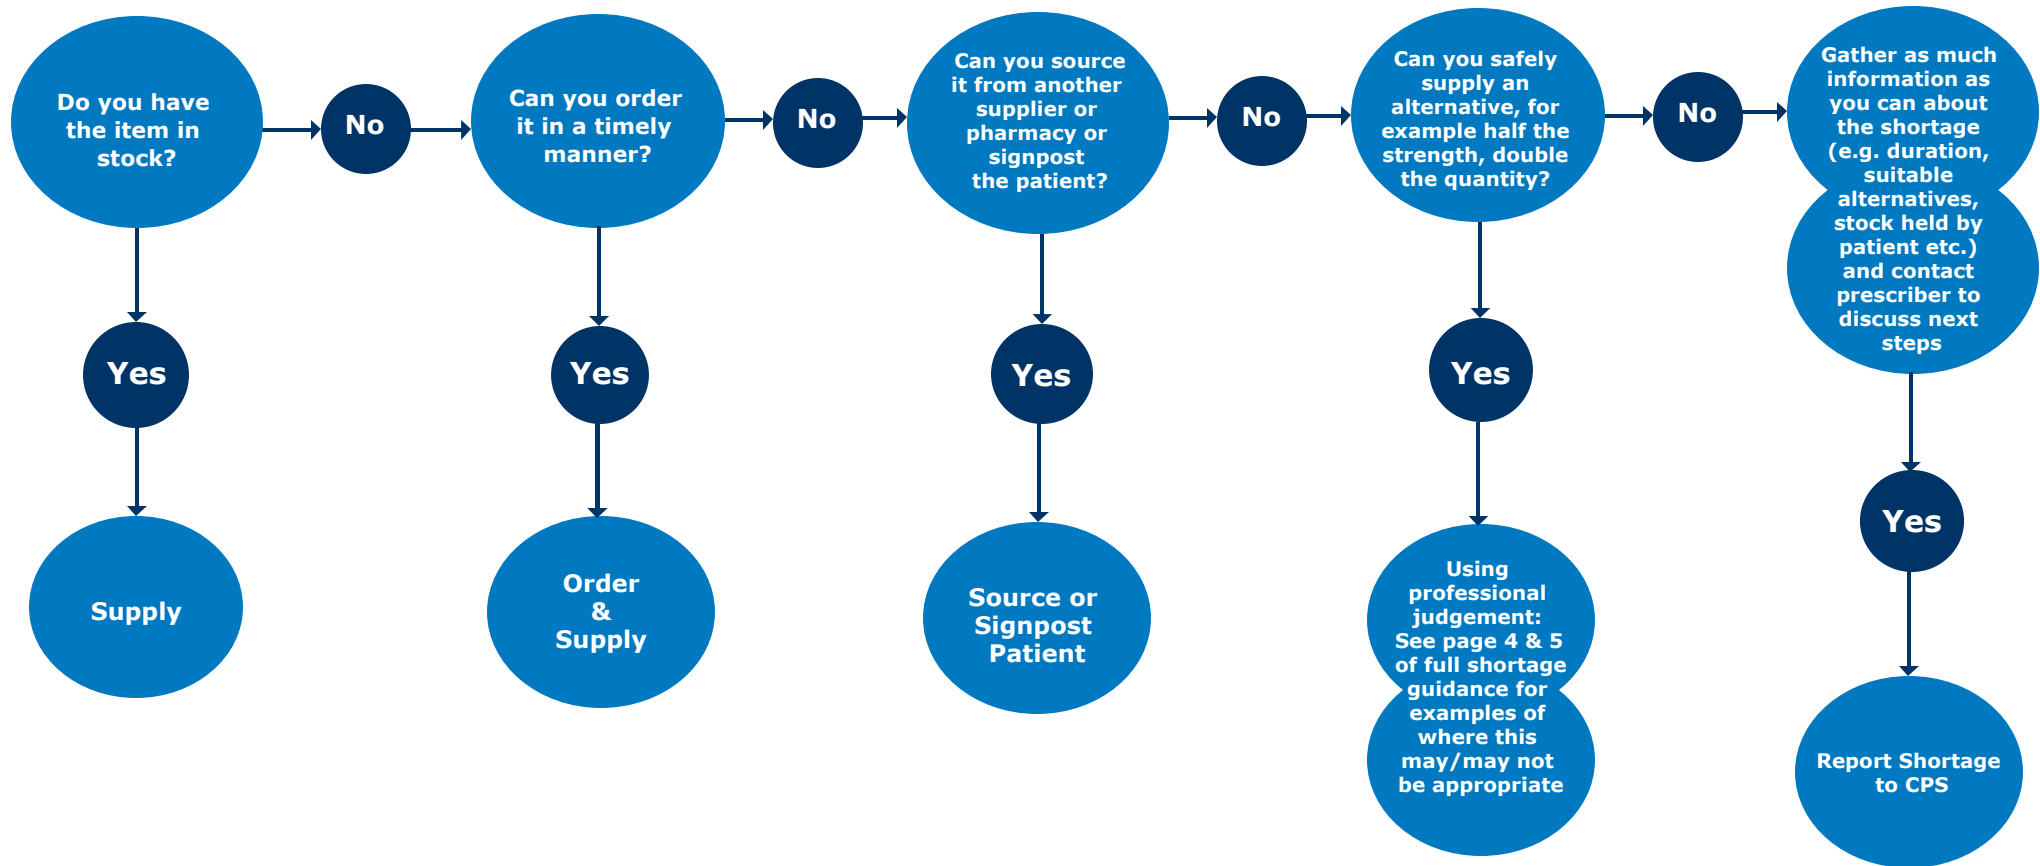 Do you have
the item in
stock?
No
Can you order
it in a timely
manner?
No
Can you source
it from another
supplier or
pharmacy or
signpost
the patient?
No
Can you safely
supply an
alternative, for
example half the
strength, double
the quantity?
No
Gather as much
information as
you can about
the shortage
(e.g. duration,
suitable
alternatives,
stock held by
patient etc.)
and contact
prescriber to
discuss next
steps
Yes
Yes
Yes
Yes
Yes
Supply
Order
&
Supply
Source or
Signpost
Patient
Using
professional
judgement:
See page 4 & 5
of full shortage
guidance for
examples of
where this
may/may not
be appropriate
Report Shortage
to CPS